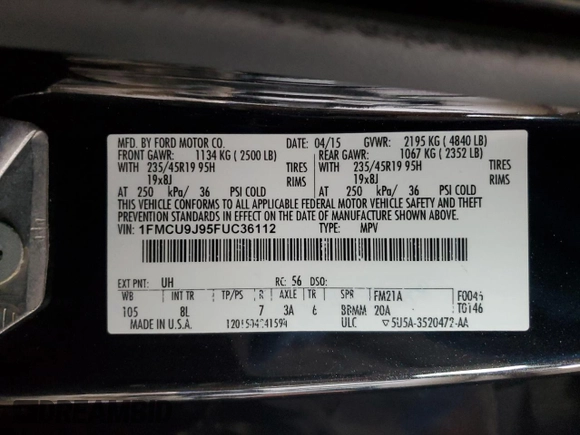 MFD. BY FORD MOTOR CO. DATE: 04/15 GVWR: 2195 KG ( 4840 LB)
FRONT GAWR: 1134 KG ( 2500 LB) REAR GAWR: 1067 KG ( 2352 LB)
WITH 235/45R19 95H TIRES WITH 235/45R19 95H TIRES
19x8J RIMS 19x8J RIMS
AT 250 kPa/ 36 PSI COLD AT 250 kPa/ 36 PSI COLD
THIS VEHICLE CONFORMS TO ALL APPLICABLE FEDERAL MOTOR VEHICLE SAFETY AND
THEFT PREVENTION STANDARDS IN EFFECT ON THE DATE OF MANUFACTURE SHOWN ABOVE.
VIN: 1FMCU9J95FUC36112 TYPE: MPV
EXT PNT: UH RC: 56 DSO:
WB INT TR TP/PS R AXLE TR SPR FM21A F0045
105 8L 7 3A 6 BBMM 20A T0146
MADE IN U.S.A. ULC ▽5U5A-3520472-AA
DREAMBID